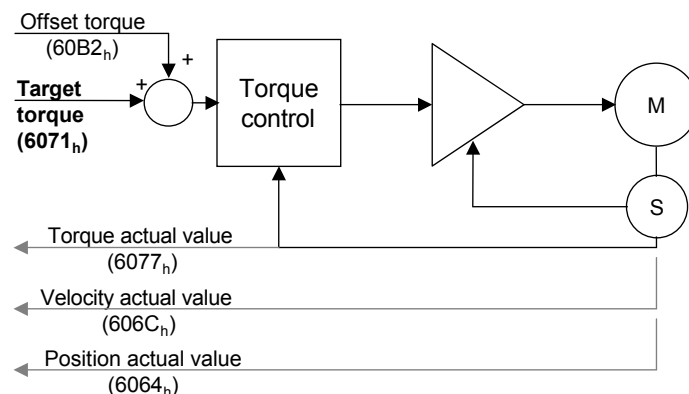 Offset torque
(60B2h)
+
+
Target
torque
(6071h)
Torque
control
M
S
Torque actual value
(6077h)
Velocity actual value
(606Ch)
Position actual value
(6064h)